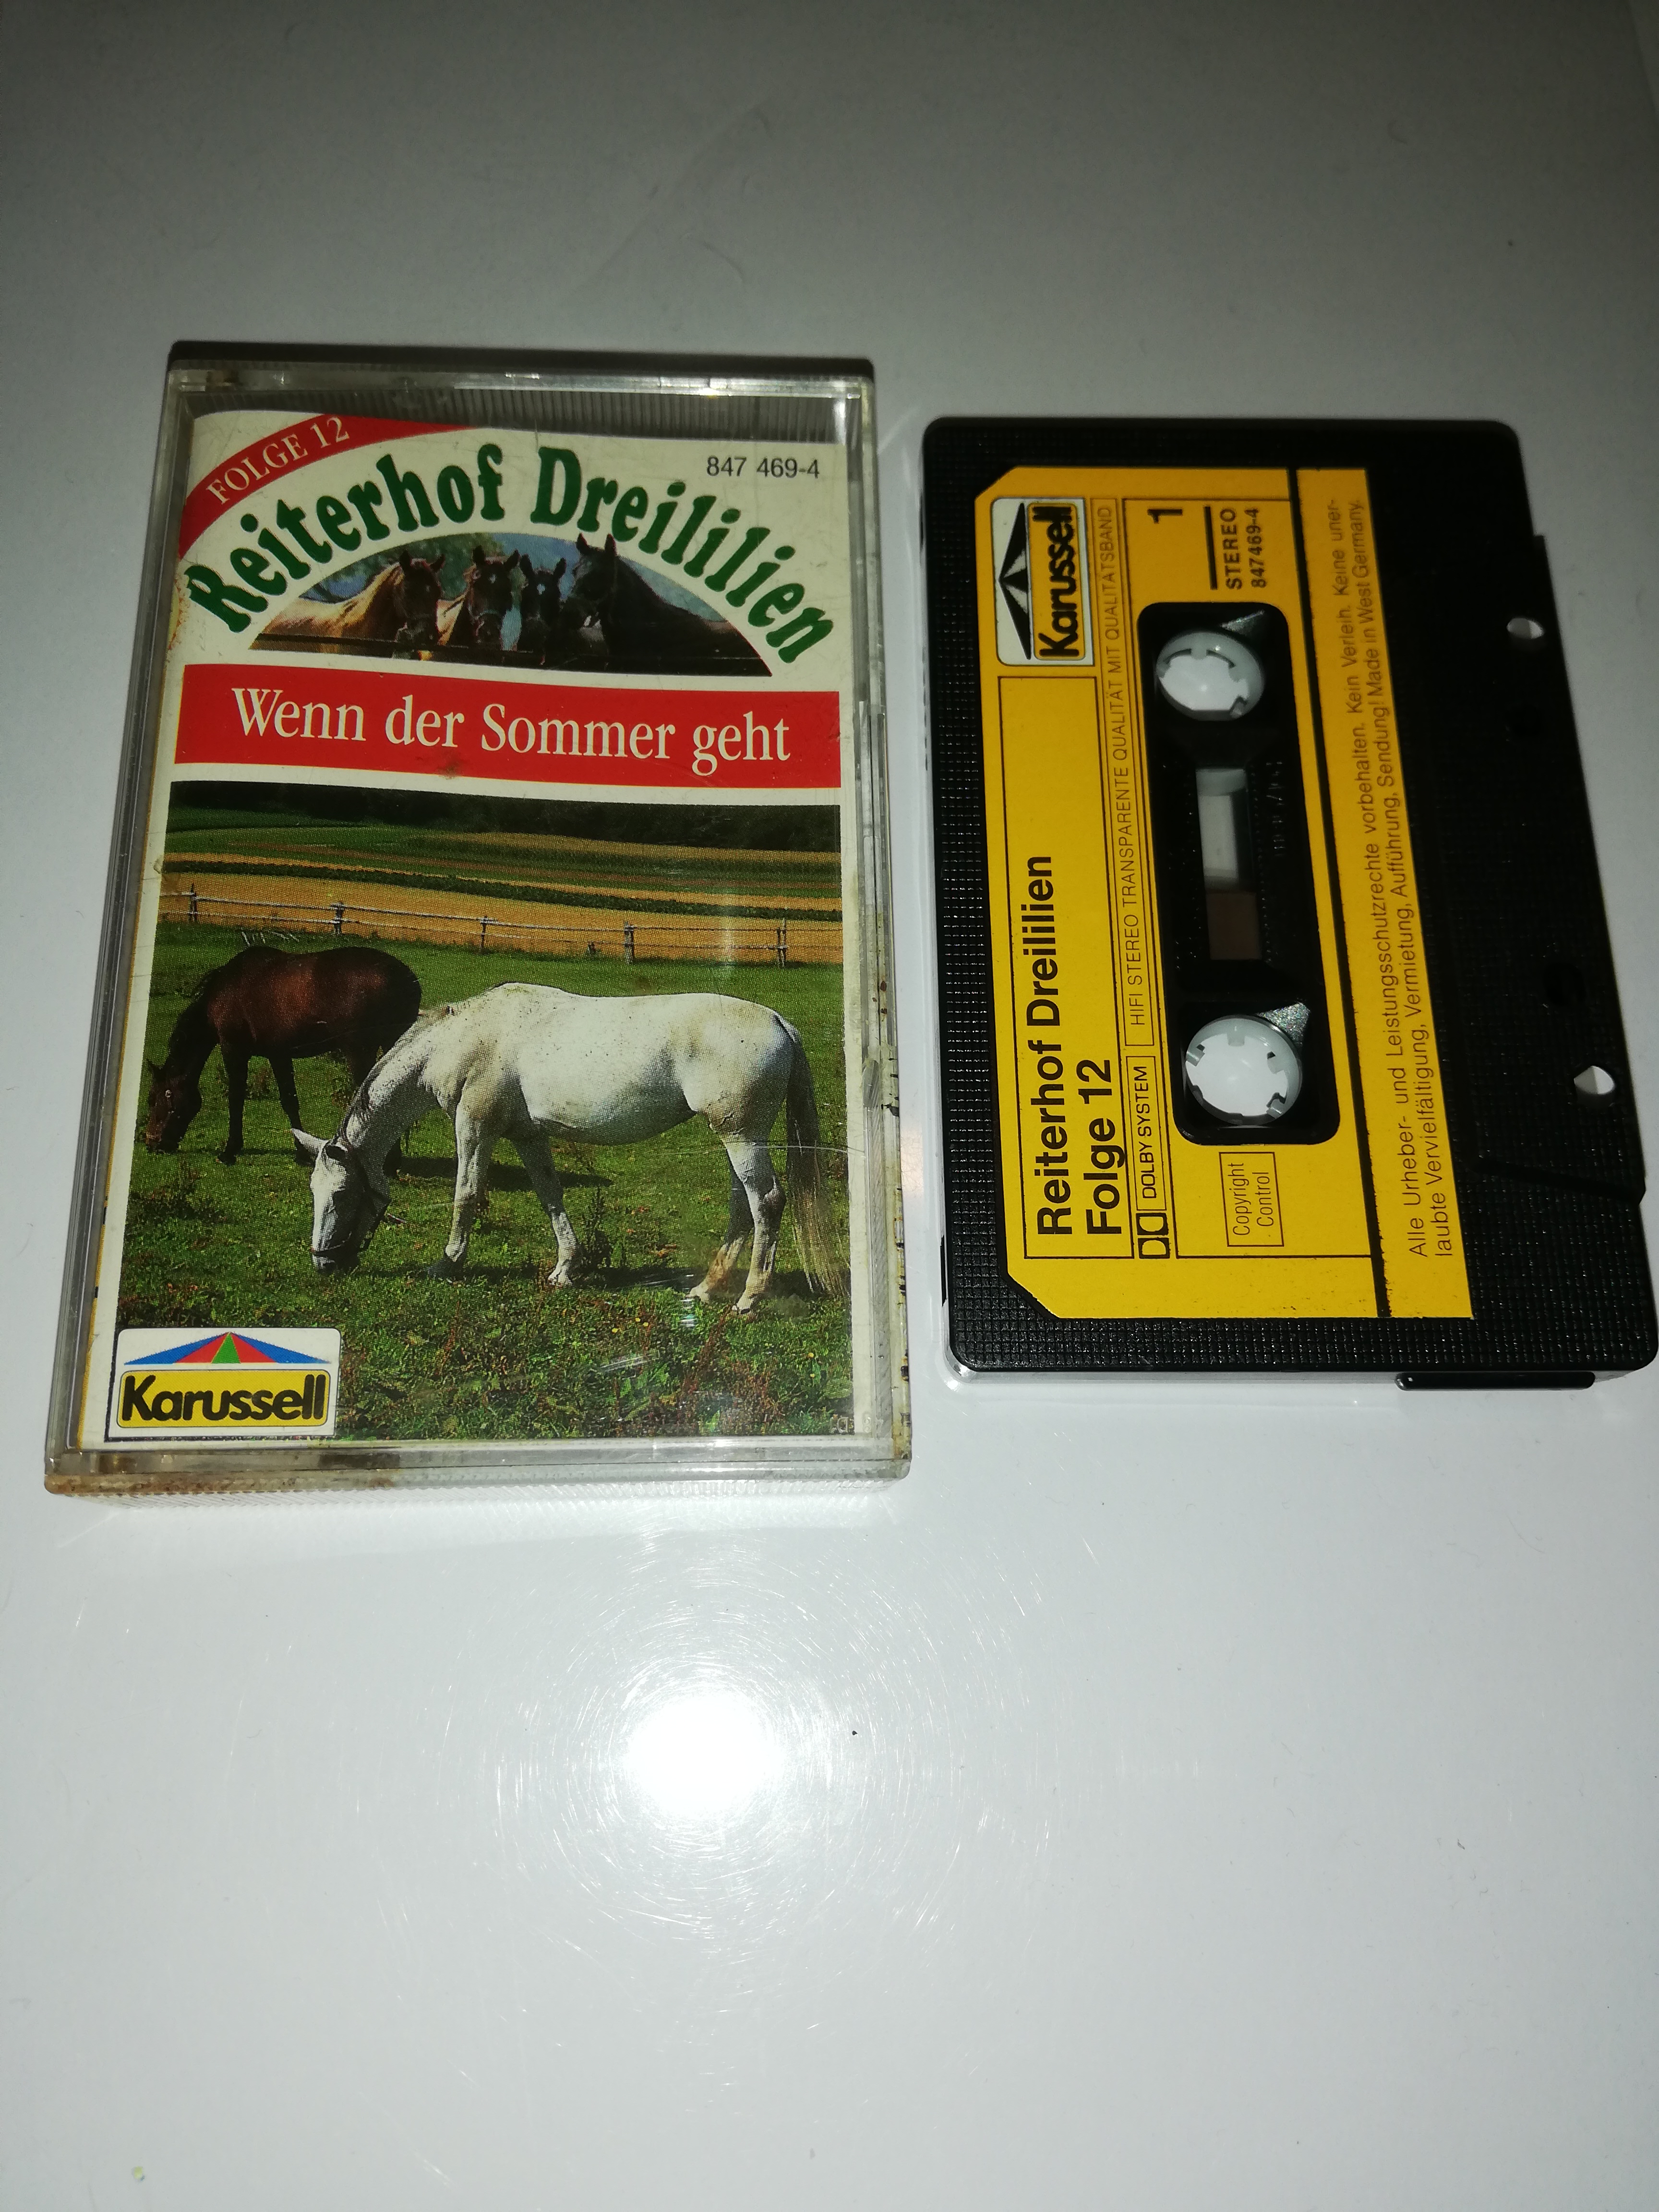 FOLGE 12
847 469-4
Reiterhof Dreililien
Wenn der Sommer geht
Karussell
Karussell
Reiterhof Dreililien
Folge 12
DOLBY SYSTEM
HIFI STEREO TRANSPARENTE QUALITÄT MIT QUALITÄTSBAND
1
STEREO
847469-4
Copyright
Control
Alle Urheber- und Leistungsschutzrechte vorbehalten. Kein Verleih. Keine uner-
laubte Vervielfältigung, Vermietung, Aufführung, Sendung! Made in West Germany.